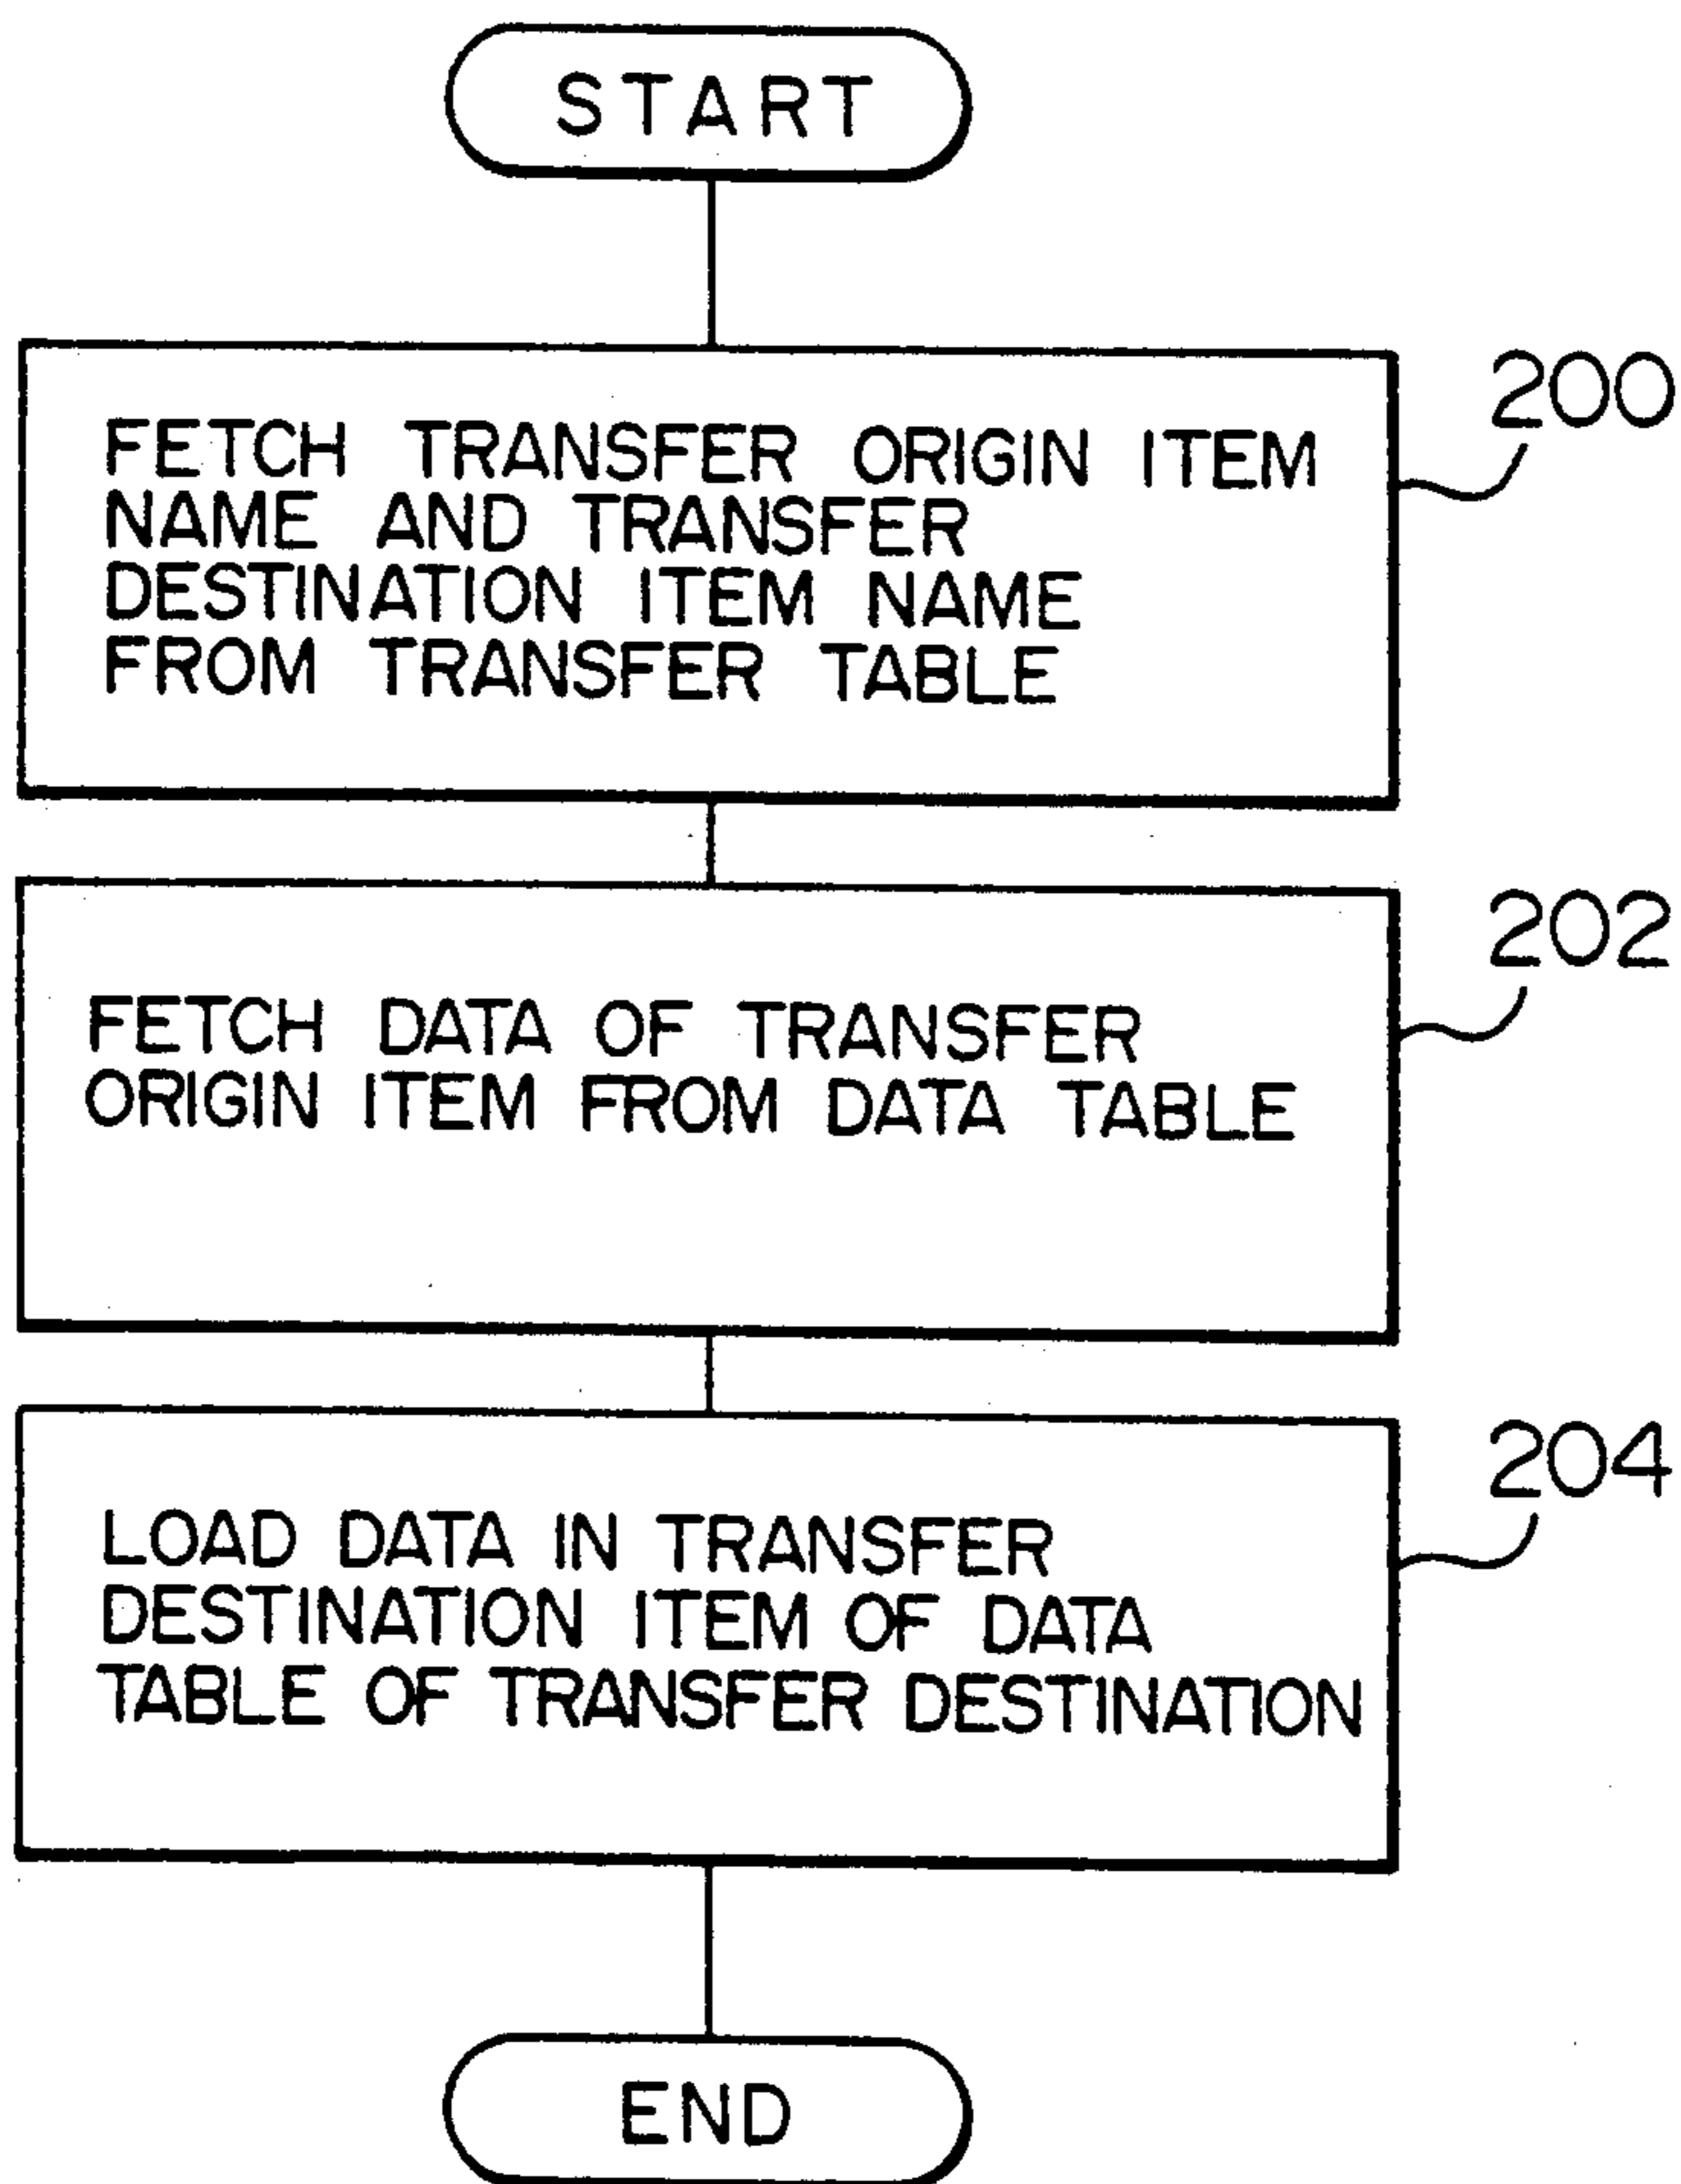 START
200
FETCH TRANSFER ORIGIN ITEM
NAME AND TRANSFER
DESTINATION ITEM NAME
FROM TRANSFER TABLE
202
FETCH DATA OF TRANSFER
ORIGIN ITEM FROM DATA TABLE
204
LOAD DATA IN TRANSFER
DESTINATION ITEM OF DATA
TABLE OF TRANSFER DESTINATION
END